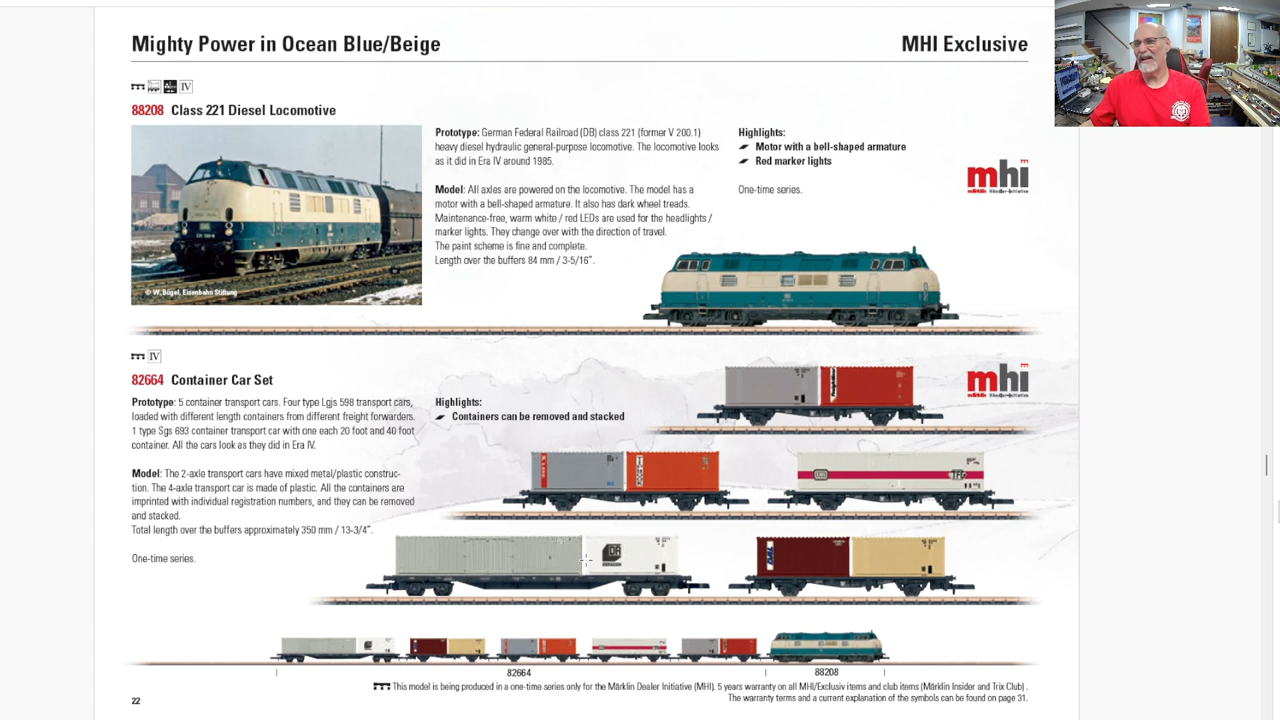 Mighty Power in Ocean Blue/Beige
MHI Exclusive
IV
88208 Class 221 Diesel Locomotive
© W. Bügel, Eisenbahn Stiftung
Prototype: German Federal Railroad (DB) class 221 (former V 200.1)
heavy diesel hydraulic general-purpose locomotive. The locomotive looks
as it did in Era IV around 1985.
Model: All axles are powered on the locomotive. The model has a
motor with a bell-shaped armature. It also has dark wheel treads.
Maintenance-free, warm white / red LEDs are used for the headlights /
marker lights. They change over with the direction of travel.
The paint scheme is fine and complete.
Length over the buffers 84 mm / 3-5/16".
Highlights:
Motor with a bell-shaped armature
Red marker lights
One-time series.
mhi
märklin Händler-Initiative
IV
82664 Container Car Set
Prototype: 5 container transport cars. Four type Lgjs 598 transport cars,
loaded with different length containers from different freight forwarders.
1 type Sgs 693 container transport car with one each 20 foot and 40 foot
container. All the cars look as they did in Era IV.
Model: The 2-axle transport cars have mixed metal/plastic construc-
tion. The 4-axle transport car is made of plastic. All the containers are
imprinted with individual registration numbers, and they can be removed
and stacked.
Total length over the buffers approximately 350 mm / 13-3/4".
One-time series.
Highlights:
Containers can be removed and stacked
mhi
märklin Händler-Initiative
82664
88208
This model is being produced in a one-time series only for the Märklin Dealer Initiative (MHI). 5 years warranty on all MHI/Exclusiv items and club items (Märklin Insider and Trix Club).
The warranty terms and a current explanation of the symbols can be found on page 31.
22